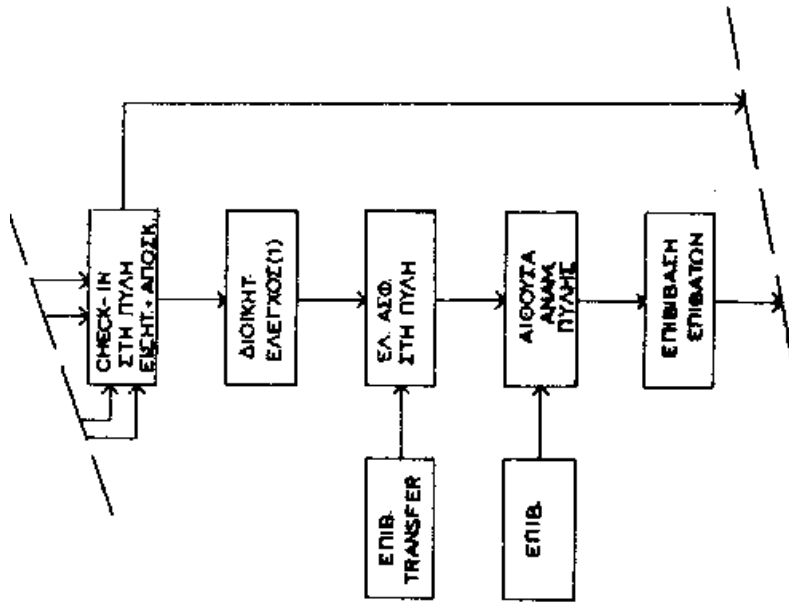 CHECK-IN
ΣΤΗ ΠΥΛΗ
ΕΙΣΗΤ.+ ΑΠΟΣΚ.
ΔΙΟΙΚΗΤ-
ΕΛΕΓΧΟΣ(1)
ΕΛ. ΑΣΦ.
ΣΤΗ ΠΥΛΗ
ΑΙΘΟΥΣΑ
ΑΝΑΜ.
ΠΥΛΗΣ
ΕΠΙΒΙΒΑΣΗ
ΕΠΙΒΑΤΩΝ
ΕΠΙΒ.
TRANSFER
ΕΠΙΒ.